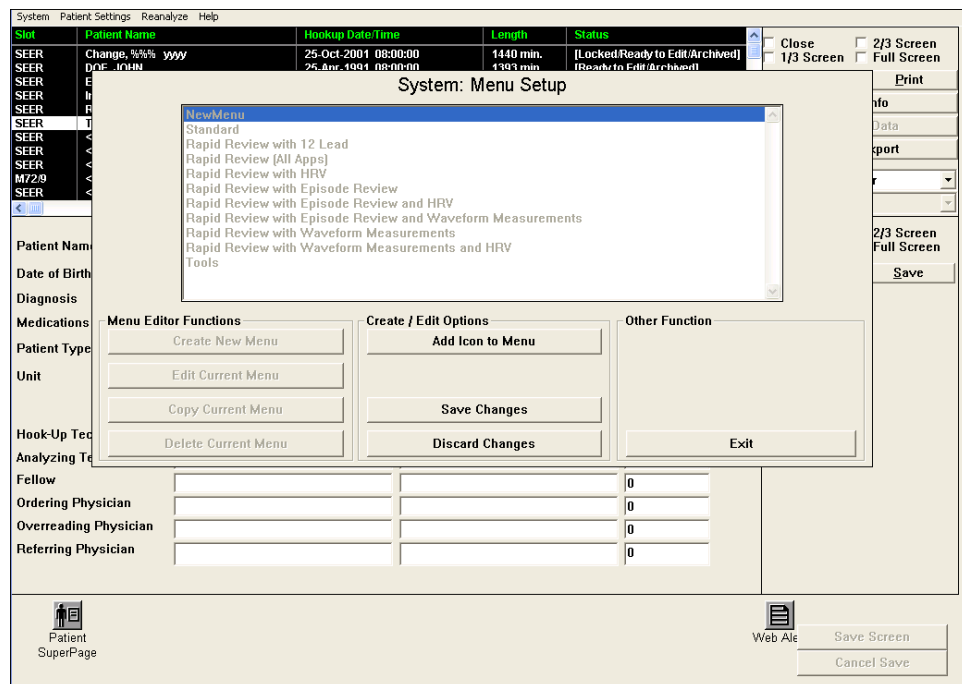 System Patient Settings Reanalyze Help
Slot Patient Name Hookup Date/Time Length Status
SEER Change, %%% yyyy 25-Oct-2001 08:00:00 1440 min. [Locked/Ready to Edit/Archived]
SEER DOE, JOHN 25-Apr-1991 08:00:00 1393 min. [Ready to Edit/Archived]
SEER E
SEER
SEER R
SEER T
SEER <
SEER <
SEER <
M72/9 <
SEER <
Close 2/3 Screen
1/3 Screen Full Screen
Print
nfo
Data
xport
r
2/3 Screen
Full Screen
Save
System: Menu Setup
NewMenu
Standard
Rapid Review with 12 Lead
Rapid Review (All Apps)
Rapid Review with HRV
Rapid Review with Episode Review
Rapid Review with Episode Review and HRV
Rapid Review with Episode Review and Waveform Measurements
Rapid Review with Waveform Measurements
Rapid Review with Waveform Measurements and HRV
Tools
Menu Editor Functions
Create New Menu
Edit Current Menu
Copy Current Menu
Delete Current Menu
Create / Edit Options
Add Icon to Menu
Save Changes
Discard Changes
Other Function
Exit
Patient Nam
Date of Birth
Diagnosis
Medications
Patient Type
Unit
Hook-Up Tec
Analyzing Te
Fellow 0
Ordering Physician 0
Overreading Physician 0
Referring Physician 0
Patient
SuperPage
Web Ale
Save Screen
Cancel Save